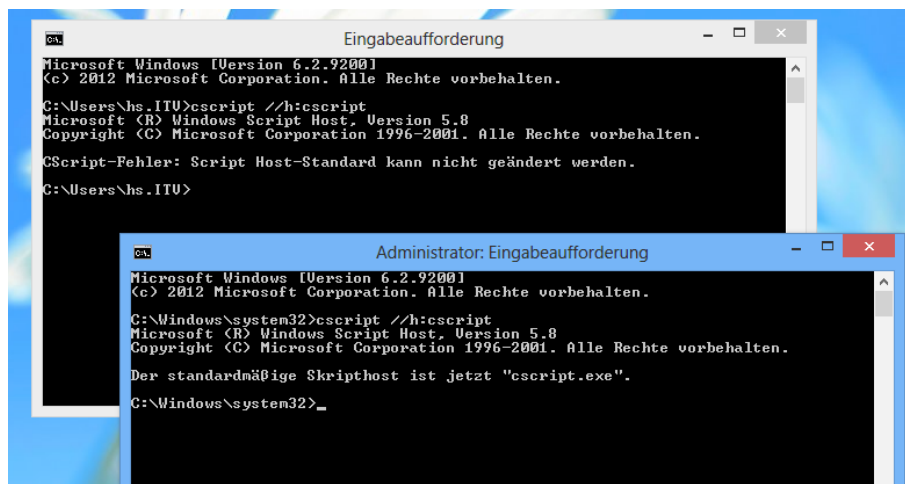 Eingabeaufforderung
Microsoft Windows [Version 6.2.9200]
(c) 2012 Microsoft Corporation. Alle Rechte vorbehalten.
C:\Users\hs.ITV>cscript //h:cscript
Microsoft (R) Windows Script Host, Version 5.8
Copyright (C) Microsoft Corporation 1996-2001. Alle Rechte vorbehalten.
CScript-Fehler: Script Host-Standard kann nicht geändert werden.
C:\Users\hs.ITV>
Administrator: Eingabeaufforderung
Microsoft Windows [Version 6.2.9200]
(c) 2012 Microsoft Corporation. Alle Rechte vorbehalten.
C:\Windows\system32>cscript //h:cscript
Microsoft (R) Windows Script Host, Version 5.8
Copyright (C) Microsoft Corporation 1996-2001. Alle Rechte vorbehalten.
Der standardmäßige Skripthost ist jetzt "cscript.exe".
C:\Windows\system32>_